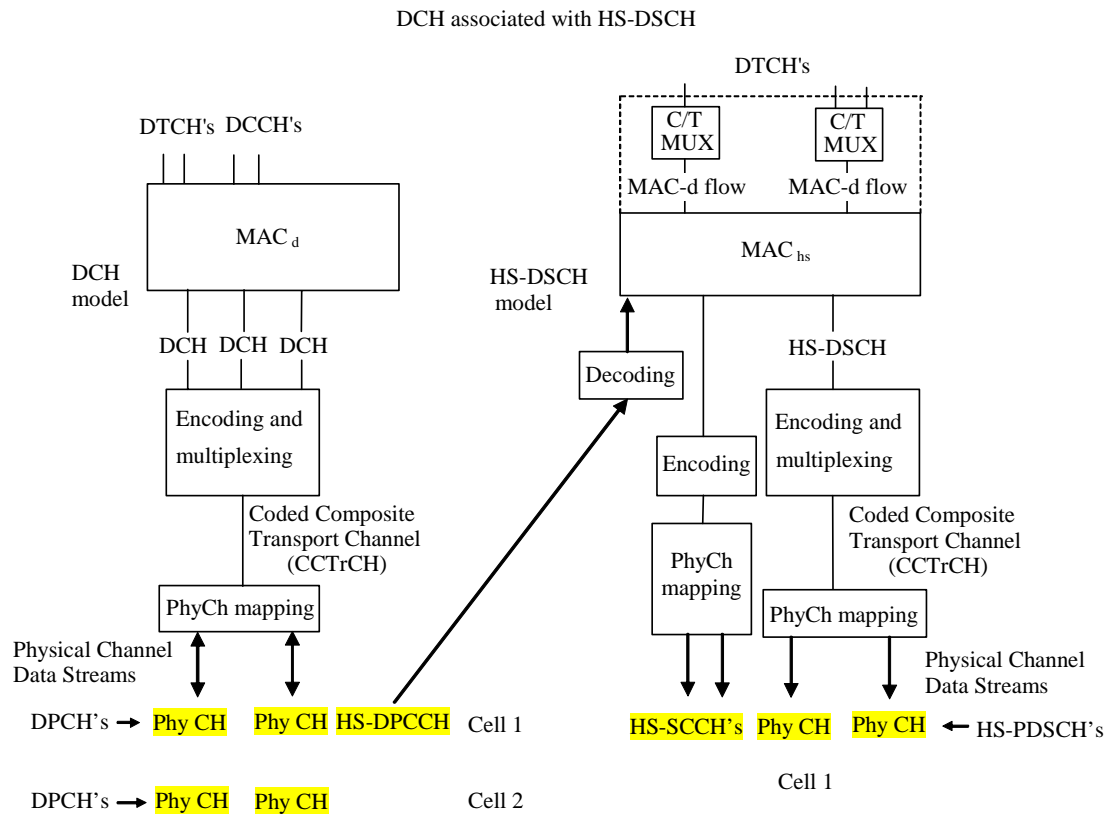 DCH associated with HS-DSCH
DTCH's
DCCH's
MAC d
DCH
model
DCH
DCH
DCH
Encoding and
multiplexing
Coded Composite
Transport Channel
(CCTrCH)
PhyCh mapping
Physical Channel
Data Streams
DPCH's
Phy CH
Phy CH
HS-DPCCH
Cell 1
DPCH's
Phy CH
Phy CH
Cell 2
DTCH's
C/T
MUX
C/T
MUX
MAC-d flow
MAC-d flow
MAC hs
HS-DSCH
model
Decoding
HS-DSCH
Encoding
Encoding and
multiplexing
PhyCh
mapping
Coded Composite
Transport Channel
(CCTrCH)
PhyCh mapping
Physical Channel
Data Streams
HS-SCCH's
Phy CH
Phy CH
HS-PDSCH's
Cell 1